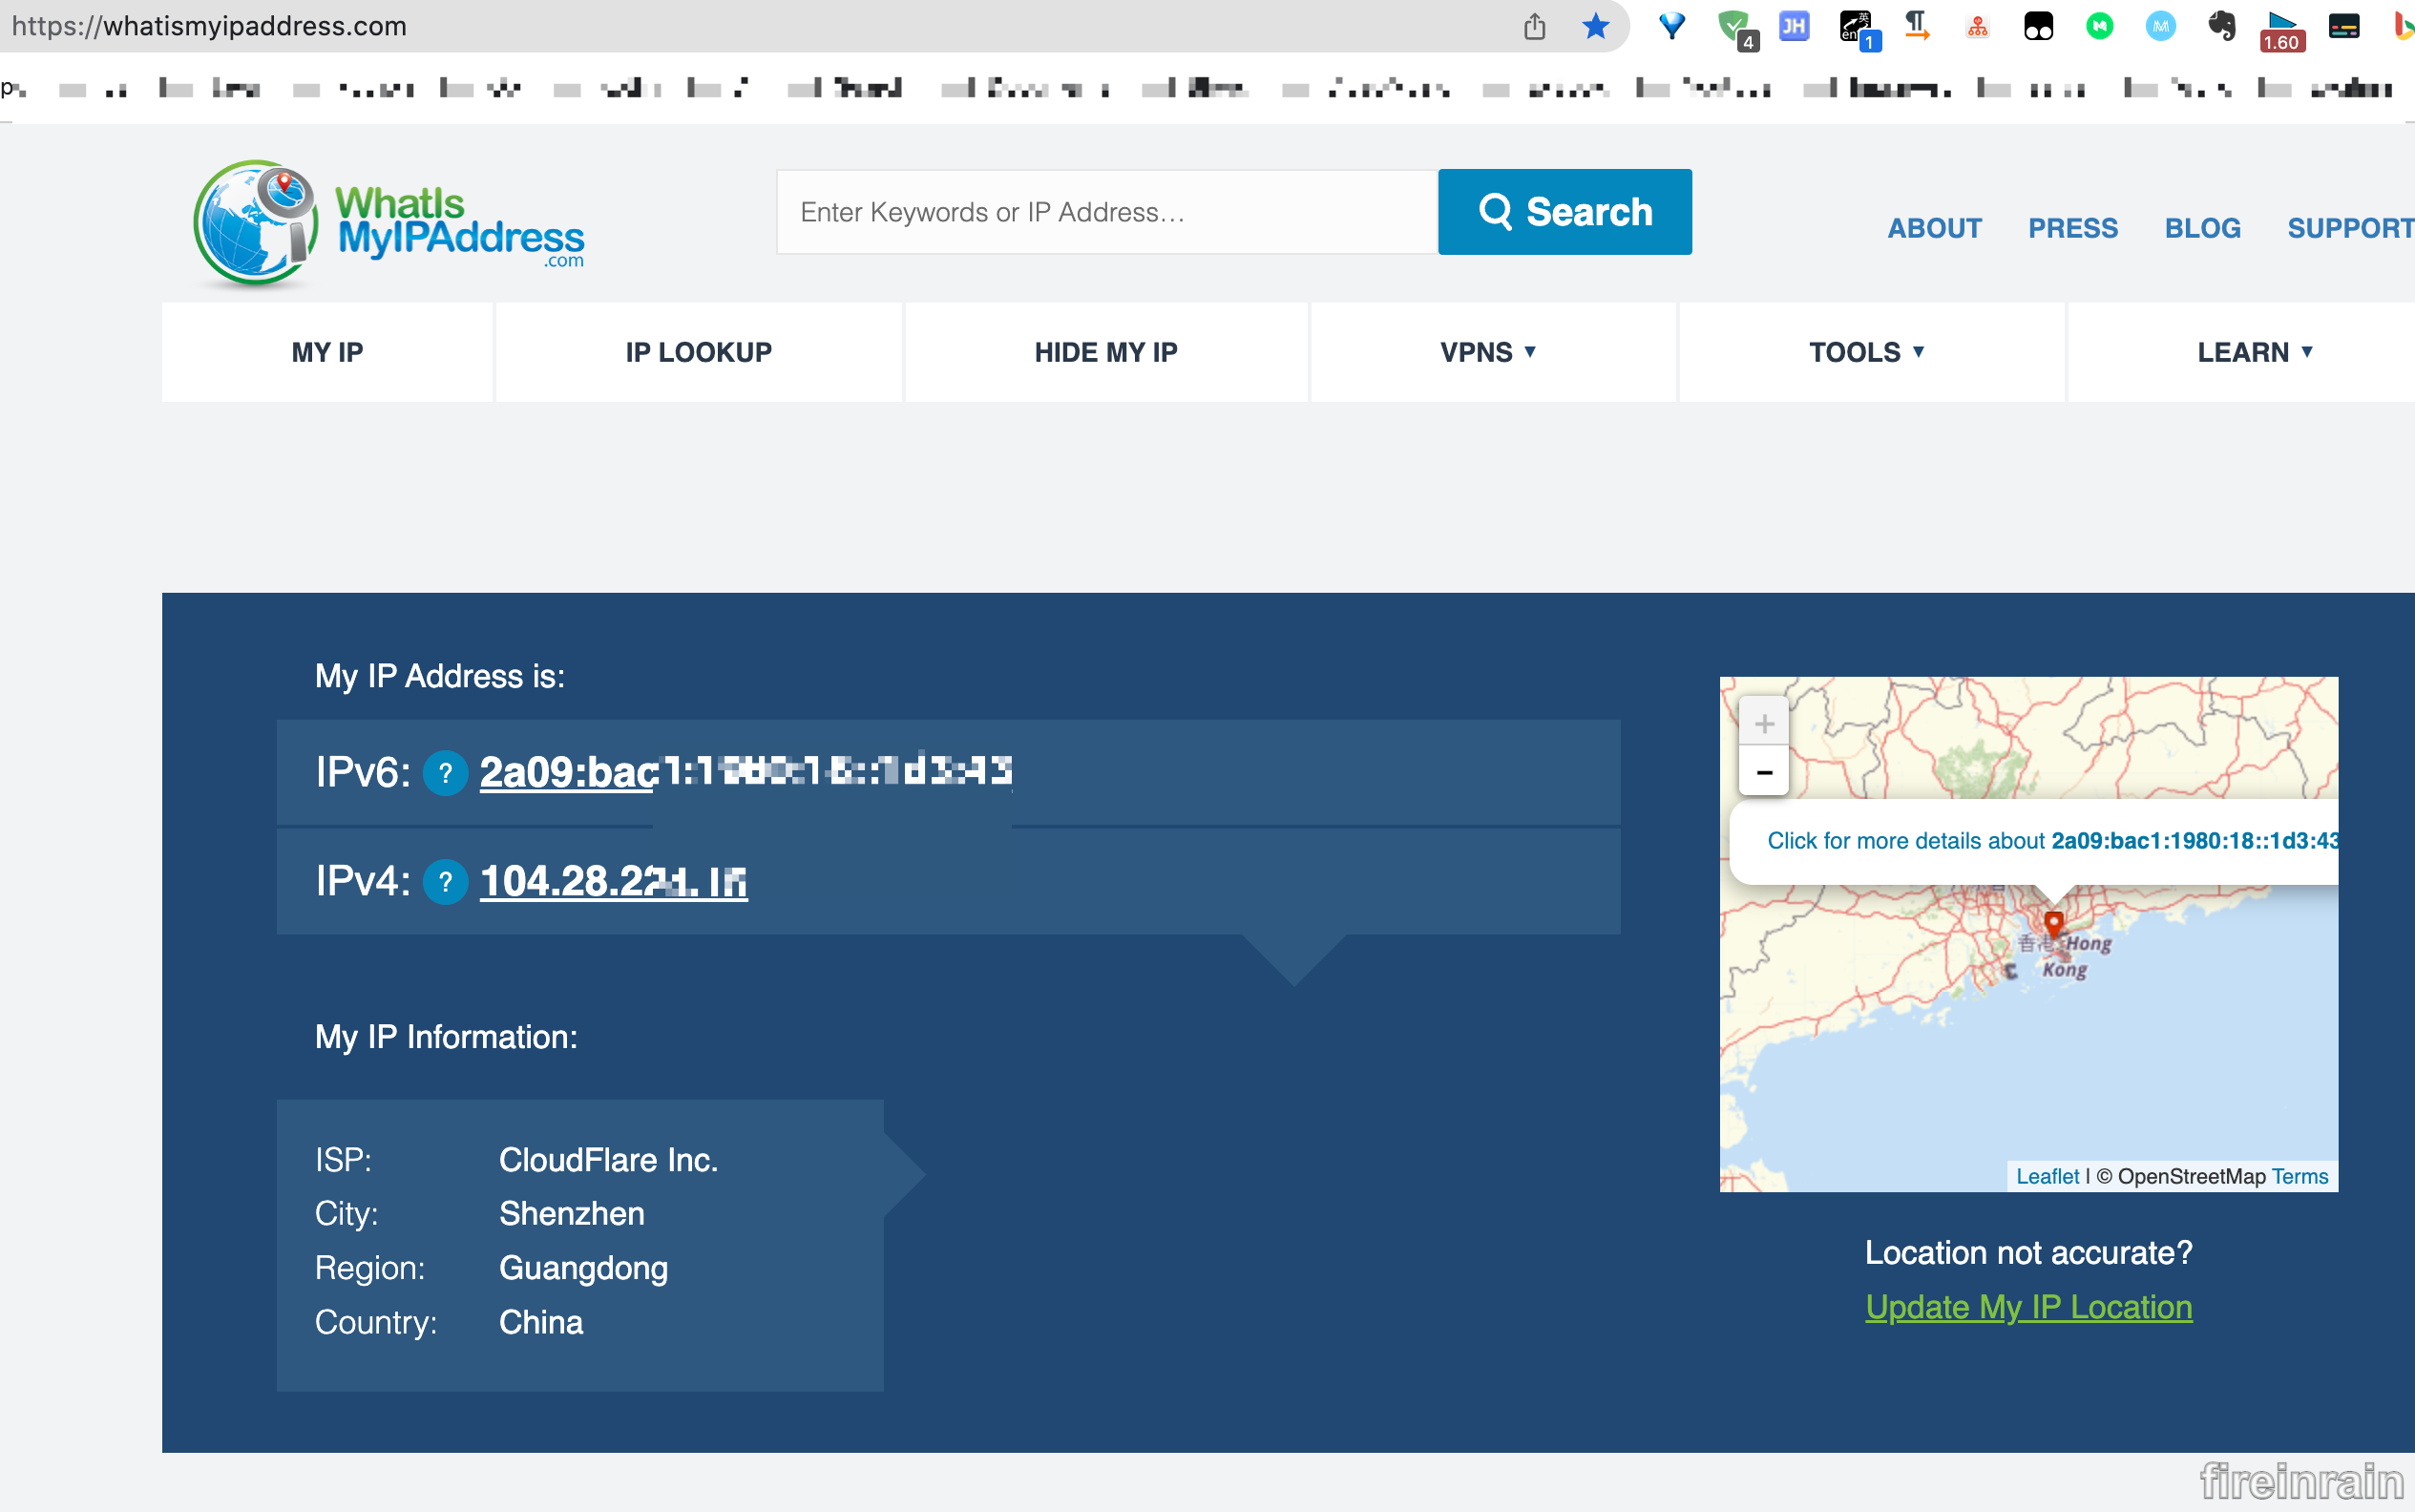 https://whatismyipaddress.com
4
JH
英
en
1
1.60
WhatIs
MyIPAddress
.com
Enter Keywords or IP Address...
Search
ABOUT
PRESS
BLOG
SUPPORT
MY IP
IP LOOKUP
HIDE MY IP
VPNS ▼
TOOLS ▼
LEARN ▼
My IP Address is:
IPv6: ? 2a09:bac
IPv4: ? 104.28.2
+
−
Click for more details about 2a09:bac1:1980:18::1d3:43
香港 Hong
Kong
Leaflet | © OpenStreetMap Terms
Location not accurate?
Update My IP Location
My IP Information:
ISP: CloudFlare Inc.
City: Shenzhen
Region: Guangdong
Country: China
fireinrain